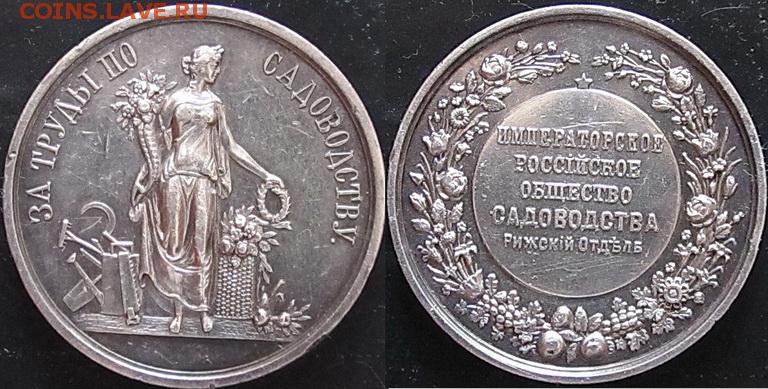 COINS.LAVE.RU
ЗА ТРУДЫ ПО САДОВОДСТВУ.
ИМПЕРАТОРСКОЕ
РОССІЙСКОЕ
ОБЩЕСТВО
САДОВОДСТВА
РИЖСКІЙ ОТДѢЛЪ